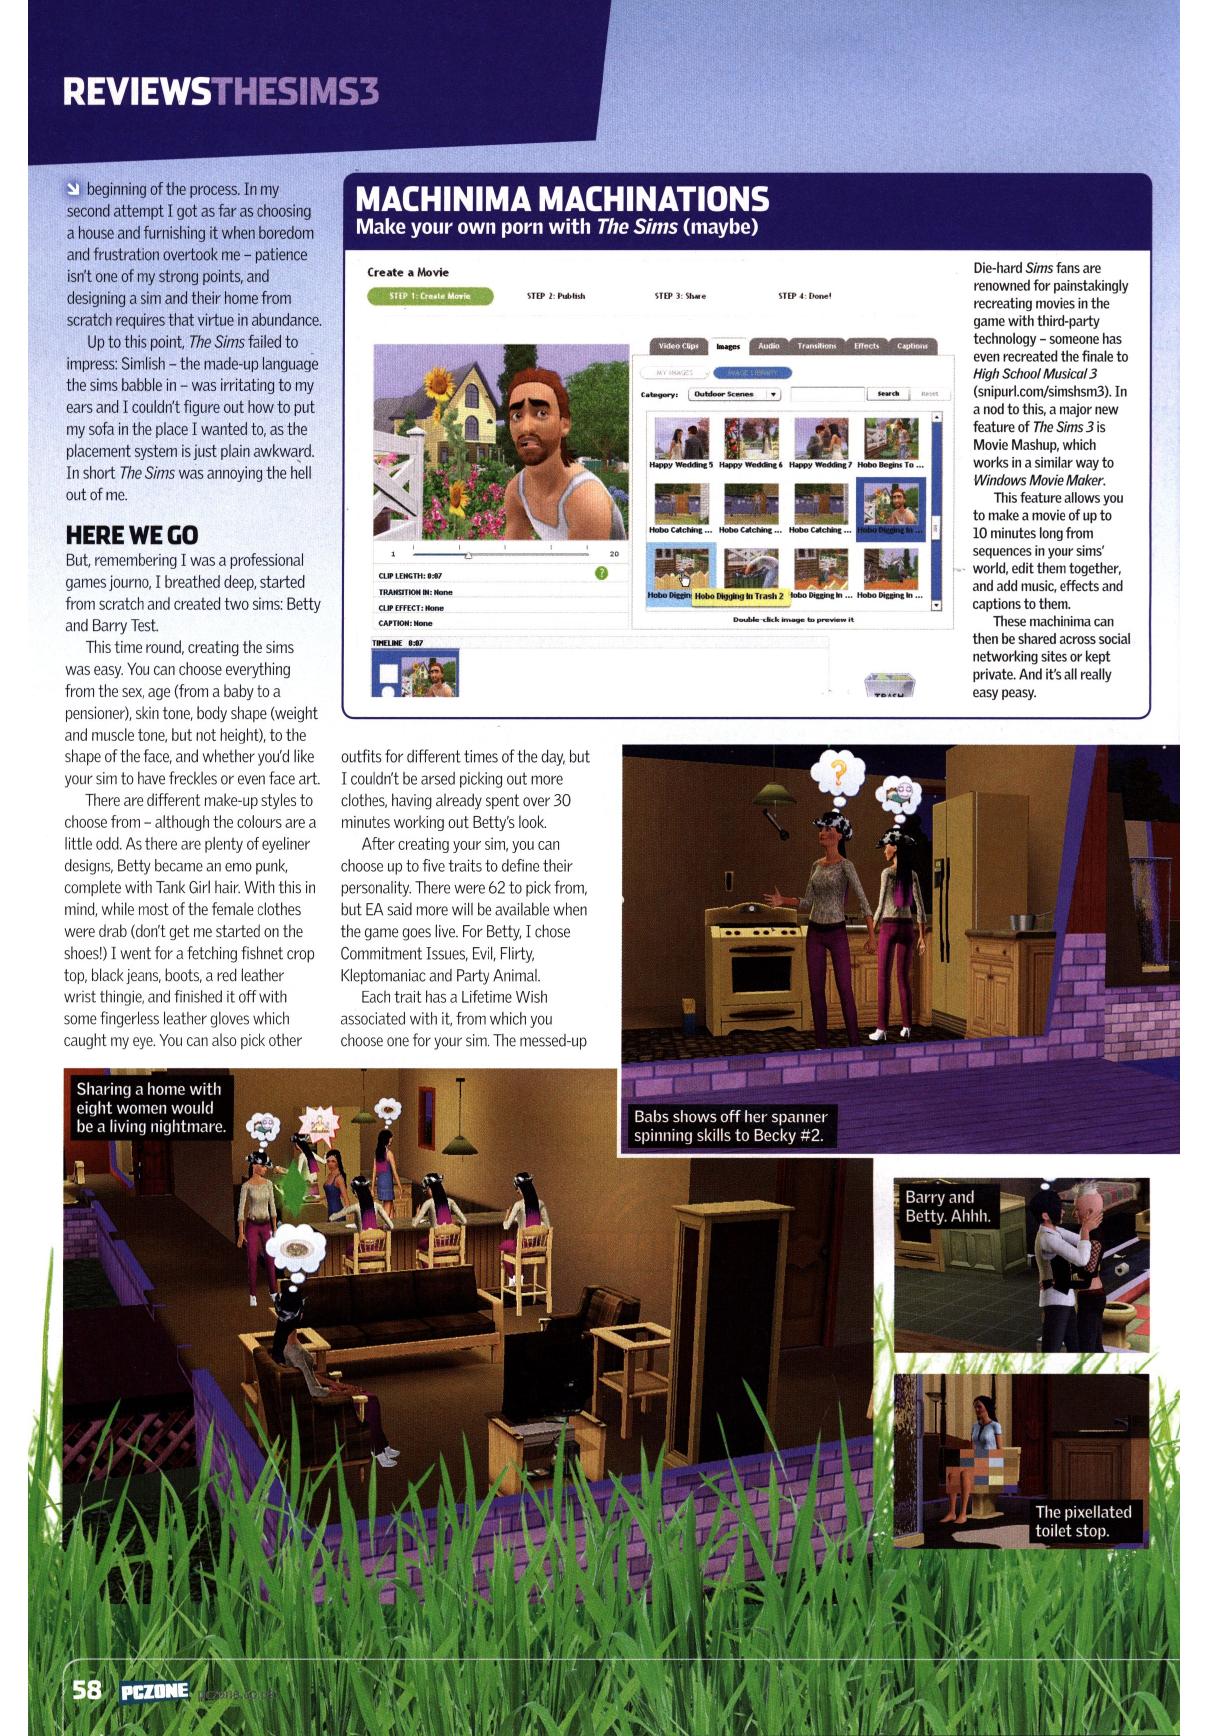 REVIEWSTHESIMS3
beginning of the process. In my
second attempt I got as far as choosing
a house and furnishing it when boredom
and frustration overtook me – patience
isn't one of my strong points, and
designing a sim and their home from
scratch requires that virtue in abundance.
Up to this point, The Sims failed to
impress: Simlish – the made-up language
the sims babble in – was irritating to my
ears and I couldn't figure out how to put
my sofa in the place I wanted to, as the
placement system is just plain awkward.
In short The Sims was annoying the hell
out of me.
HERE WE GO
But, remembering I was a professional
games journo, I breathed deep, started
from scratch and created two sims: Betty
and Barry Test.
This time round, creating the sims
was easy. You can choose everything
from the sex, age (from a baby to a
pensioner), skin tone, body shape (weight
and muscle tone, but not height), to the
shape of the face, and whether you'd like
your sim to have freckles or even face art.
There are different make-up styles to
choose from – although the colours are a
little odd. As there are plenty of eyeliner
designs, Betty became an emo punk,
complete with Tank Girl hair. With this in
mind, while most of the female clothes
were drab (don't get me started on the
shoes!) I went for a fetching fishnet crop
top, black jeans, boots, a red leather
wrist thingie, and finished it off with
some fingerless leather gloves which
caught my eye. You can also pick other
outfits for different times of the day, but
I couldn't be arsed picking out more
clothes, having already spent over 30
minutes working out Betty's look.
After creating your sim, you can
choose up to five traits to define their
personality. There were 62 to pick from,
but EA said more will be available when
the game goes live. For Betty, I chose
Commitment Issues, Evil, Flirty,
Kleptomaniac and Party Animal.
Each trait has a Lifetime Wish
associated with it, from which you
choose one for your sim. The messed-up
MACHINIMA MACHINATIONS
Make your own porn with The Sims (maybe)
Create a Movie
STEP 1: Create Movie STEP 2: Publish STEP 3: Share STEP 4: Done!
Video Clips Images Audio Transitions Effects Captions
MY IMAGES IMAGE LIBRARY
Category: Outdoor Scenes Search Reset
Happy Wedding 5 Happy Wedding 6 Happy Wedding 7 Hobo Begins To ...
Hobo Catching ... Hobo Catching ... Hobo Catching ... Hobo Digging In ...
Hobo Diggin Hobo Digging In Trash 2 Hobo Digging In ... Hobo Digging In ...
Double-click image to preview it
1 20
CLIP LENGTH: 0:07
?
TRANSITION IN: None
CLIP EFFECT: None
CAPTION: None
TIMELINE 0:07
TRASH
Die-hard Sims fans are
renowned for painstakingly
recreating movies in the
game with third-party
technology – someone has
even recreated the finale to
High School Musical 3
(snipurl.com/simshsm3). In
a nod to this, a major new
feature of The Sims 3 is
Movie Mashup, which
works in a similar way to
Windows Movie Maker.
This feature allows you
to make a movie of up to
10 minutes long from
sequences in your sims'
world, edit them together,
and add music, effects and
captions to them.
These machinima can
then be shared across social
networking sites or kept
private. And it's all really
easy peasy.
?
Babs shows off her spanner
spinning skills to Becky #2.
Sharing a home with
eight women would
be a living nightmare.
Barry and
Betty. Ahhh.
The pixellated
toilet stop.
58 PCZONE pczone.co.uk